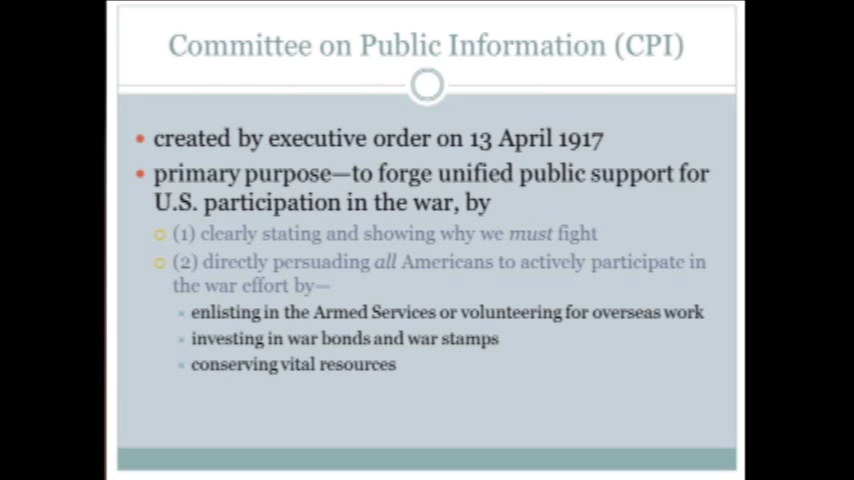 Committee on Public Information (CPI)
• created by executive order on 13 April 1917
• primary purpose—to forge unified public support for
U.S. participation in the war, by
(1) clearly stating and showing why we must fight
(2) directly persuading all Americans to actively participate in
the war effort by—
enlisting in the Armed Services or volunteering for overseas work
investing in war bonds and war stamps
conserving vital resources